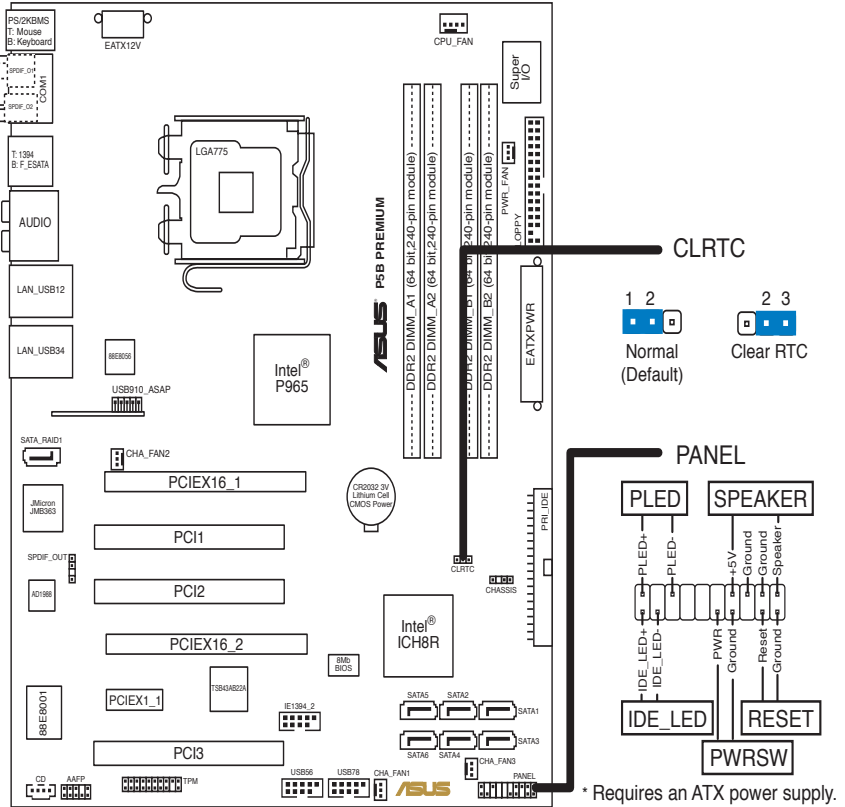 PS/2KBMS
T: Mouse
B: Keyboard
SPDIF_O1
SPDIF_O2
COM1
EATX12V
CPU_FAN
Super
I/O
T: 1394
B: F_ESATA
LGA775
AUDIO
LAN_USB12
LAN_USB34
88E8056
USB910_ASAP
Intel®
P965
ASUS® P5B PREMIUM
DDR2 DIMM_A1 (64 bit,240-pin module)
DDR2 DIMM_A2 (64 bit,240-pin module)
DDR2 DIMM_B1 (64 bit,240-pin module)
DDR2 DIMM_B2 (64 bit,240-pin module)
PWR_FAN
FLOPPY
EATXPWR
SATA_RAID1
CHA_FAN2
PCIEX16_1
JMicron
JMB363
CR2032 3V
Lithium Cell
CMOS Power
PRI_IDE
PCI1
SPDIF_OUT
CLRTC
CHASSIS
AD1988
PCI2
Intel®
ICH8R
PCIEX16_2
8Mb
BIOS
TSB43AB22A
PCIEX1_1
88E8001
IE1394_2
SATA5
SATA2
SATA1
SATA6
SATA4
SATA3
PCI3
CHA_FAN3
CD
AAFP
TPM
USB56
USB78
CHA_FAN1
ASUS
PANEL
CLRTC
1 2
2 3
Normal
(Default)
Clear RTC
PANEL
PLED
SPEAKER
PLED+
PLED-
+5V
Ground
Ground
Speaker
IDE_LED+
IDE_LED-
PWR
Ground
Reset
Ground
IDE_LED
RESET
PWRSW
* Requires an ATX power supply.